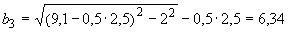 b₃ = √((9,1 − 0,5 · 2,5)² − 2²) − 0,5 · 2,5 = 6,34